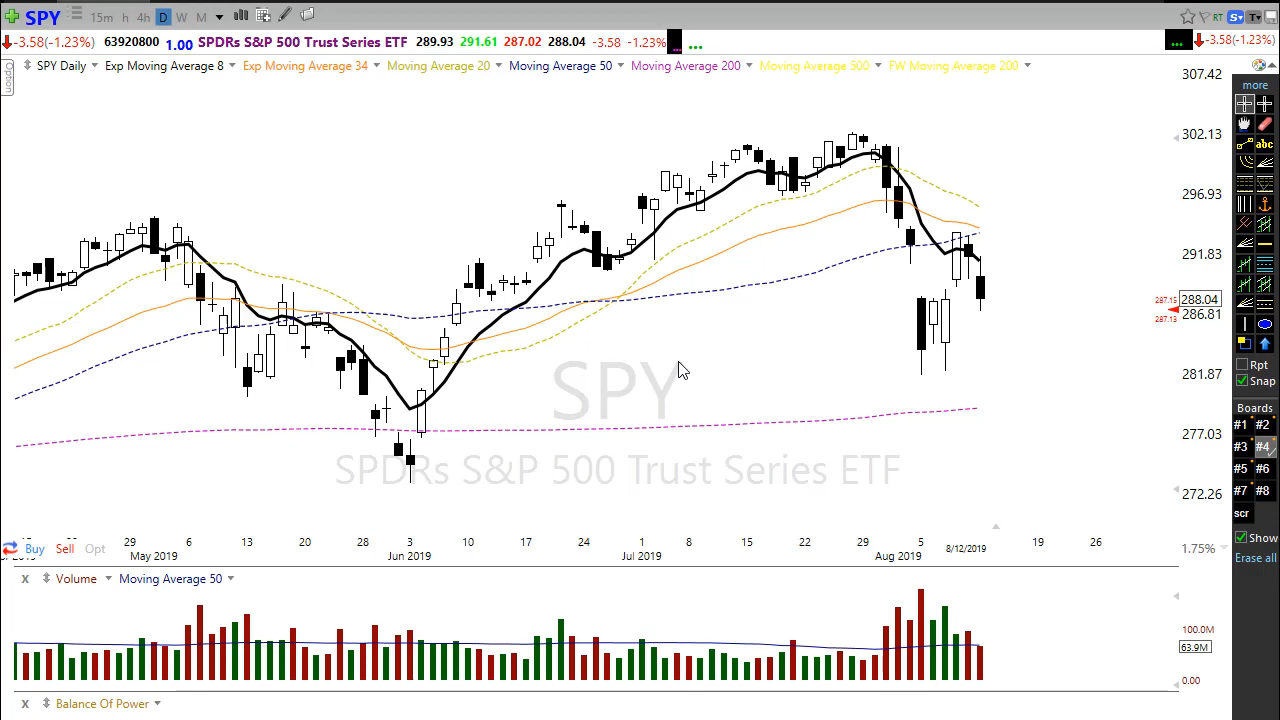 SPY 15m h 4h D W M RT S T
-3.58(-1.23%) 63920800 1.00 SPDRs S&P 500 Trust Series ETF 289.93 291.61 287.02 288.04 -3.58 -1.23% ... ... ... -3.58(-1.23%)
Option
SPY Daily Exp Moving Average 8 Exp Moving Average 34 Moving Average 20 Moving Average 50 Moving Average 200 Moving Average 500 FW Moving Average 200
307.42
302.13
296.93
291.83
287.15
288.04
286.81
287.13
281.87
277.03
272.26
SPY
SPDRs S&P 500 Trust Series ETF
more
abc
Rpt
Snap
Boards
#1 #2
#3 #4
#5 #6
#7 #8
scr
Show
Erase all
29 6 13 20 28 3 10 17 24 1 8 15 22 29 5 8/12/2019 19 26
May 2019 Jun 2019 Jul 2019 Aug 2019
Buy Sell Opt
1.75%
x Volume Moving Average 50
100.0M
63.9M
0.00
x Balance Of Power